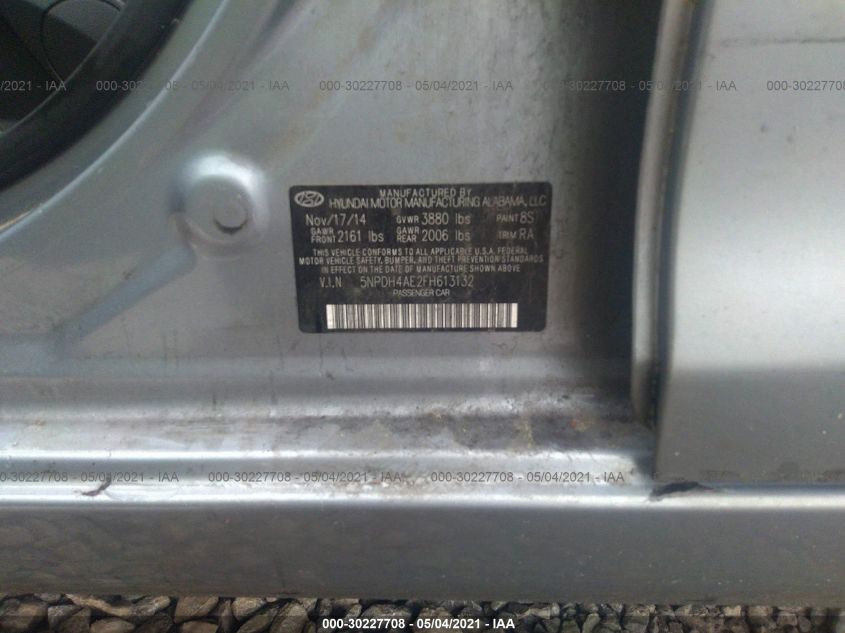 5/04/2021 - IAA
000-30227708 - 05/04/2021 - IAA
000-30227708 - 05/04/2021 - IAA
000-30227708
MANUFACTURED BY
HYUNDAI MOTOR MANUFACTURING ALABAMA, LLC
Nov/17/14 GVWR 3880 lbs PAINT 8S
GAWR FRONT 2161 lbs GAWR REAR 2006 lbs TRIM RA
THIS VEHICLE CONFORMS TO ALL APPLICABLE U.S.A. FEDERAL
MOTOR VEHICLE SAFETY, BUMPER, AND THEFT PREVENTION STANDARDS
IN EFFECT ON THE DATE OF MANUFACTURE SHOWN ABOVE
V.I.N 5NPDH4AE2FH613132
PASSENGER CAR
5/04/2021 - IAA
000-30227708 - 05/04/2021 - IAA
000-30227708 - 05/04/2021 - IAA
000-30227708
000-30227708 - 05/04/2021 - IAA